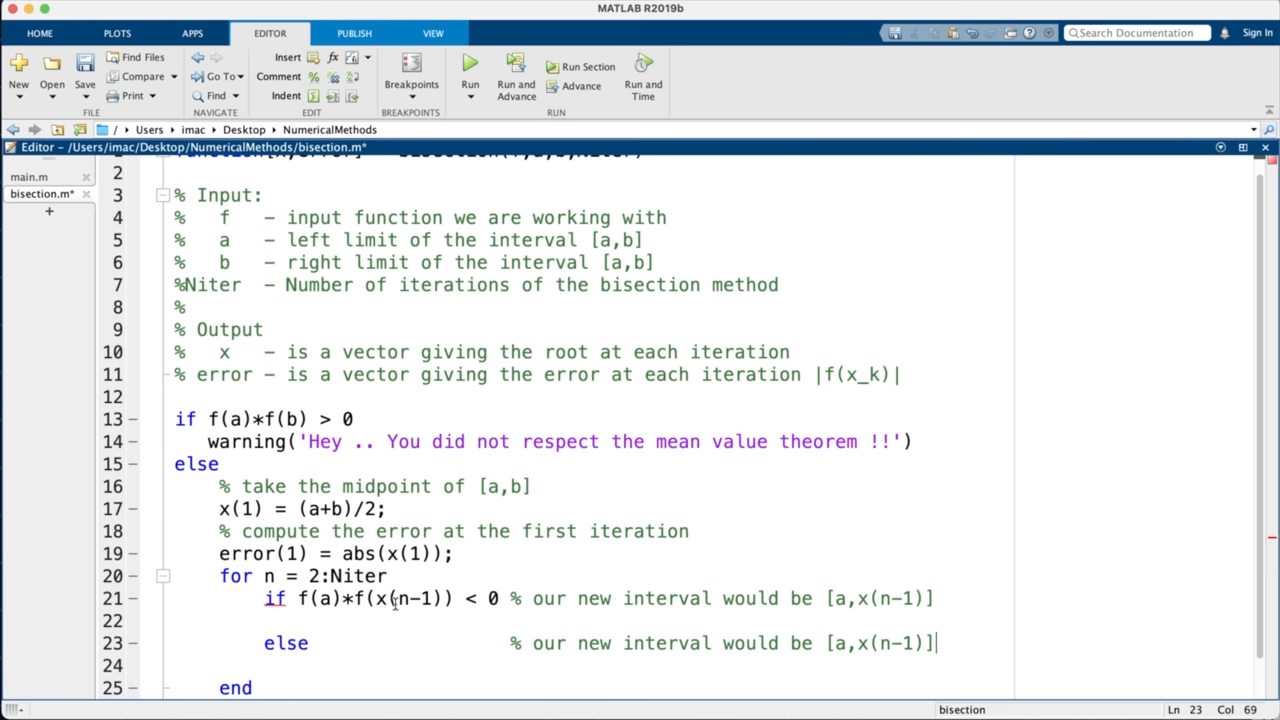 MATLAB R2019b
HOME PLOTS APPS EDITOR PUBLISH VIEW Search Documentation Sign In
New Open Save Find Files Compare Print Go To Find Insert fx Comment Indent Breakpoints Run Run and Advance Run Section Advance Run and Time
FILE NAVIGATE EDIT BREAKPOINTS RUN
/ Users imac Desktop NumericalMethods
Editor - /Users/imac/Desktop/NumericalMethods/bisection.m*
main.m
bisection.m*
2
3 % Input:
4 % f - input function we are working with
5 % a - left limit of the interval [a,b]
6 % b - right limit of the interval [a,b]
7 %Niter - Number of iterations of the bisection method
8 %
9 % Output
10 % x - is a vector giving the root at each iteration
11 % error - is a vector giving the error at each iteration |f(x_k)|
12
13 if f(a)*f(b) > 0
14 warning('Hey .. You did not respect the mean value theorem !!')
15 else
16 % take the midpoint of [a,b]
17 x(1) = (a+b)/2;
18 % compute the error at the first iteration
19 error(1) = abs(x(1));
20 for n = 2:Niter
21 if f(a)*f(x(n-1)) < 0 % our new interval would be [a,x(n-1)]
22
23 else % our new interval would be [a,x(n-1)]
24
25 end
bisection Ln 23 Col 69